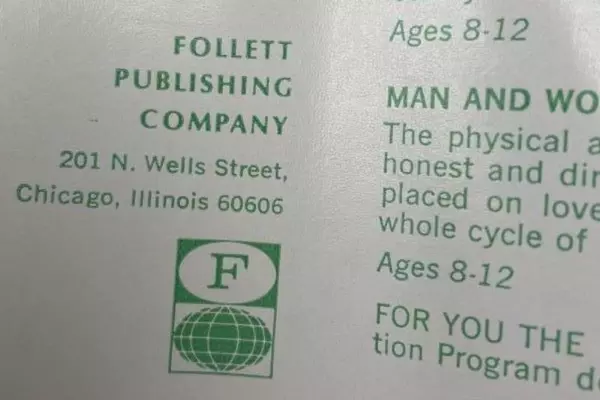 FOLLETT
PUBLISHING
COMPANY
201 N. Wells Street,
Chicago, Illinois 60606
F
Ages 8-12
MAN AND WO
The physical a
honest and dir
placed on love
whole cycle of
Ages 8-12
FOR YOU THE
tion Program de